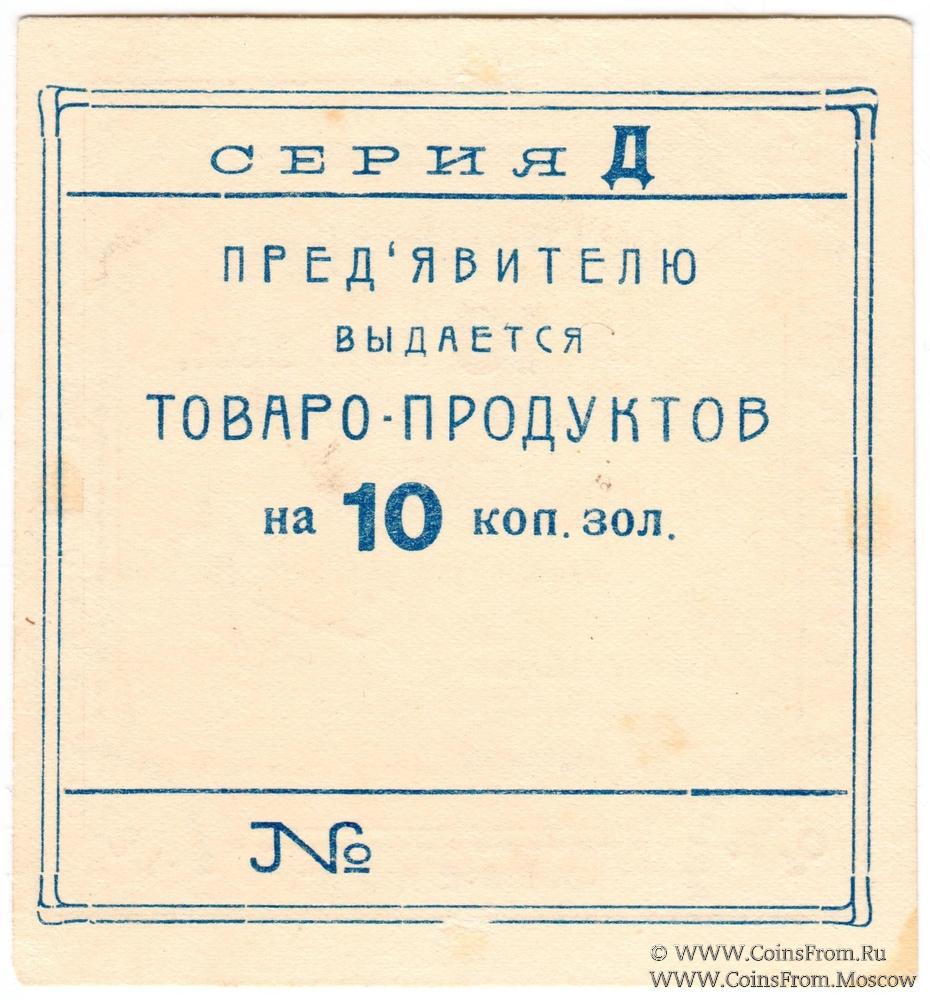 СЕРИЯ Д
ПРЕД'ЯВИТЕЛЮ
ВЫДАЕТСЯ
ТОВАРО-ПРОДУКТОВ
на 10 коп. зол.
№
© WWW.CoinsFrom.Ru
WWW.CoinsFrom.Moscow